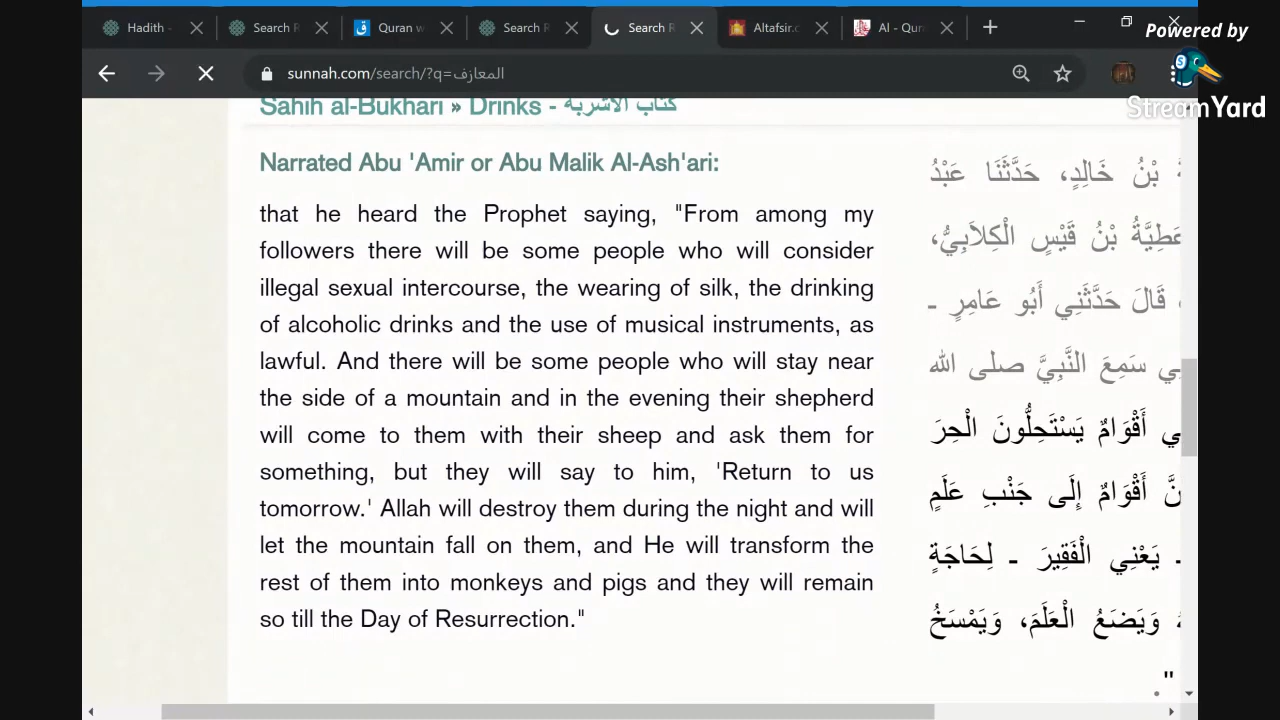 Hadith -
Search R
Quran w
Search R
Search R
Altafsir.c
Al - Qur
Powered by
StreamYard
sunnah.com/search/?q=المعازف
Sahih al-Bukhari » Drinks - كتاب الأشربة
Narrated Abu 'Amir or Abu Malik Al-Ash'ari:
that he heard the Prophet saying, "From among my
followers there will be some people who will consider
illegal sexual intercourse, the wearing of silk, the drinking
of alcoholic drinks and the use of musical instruments, as
lawful. And there will be some people who will stay near
the side of a mountain and in the evening their shepherd
will come to them with their sheep and ask them for
something, but they will say to him, 'Return to us
tomorrow.' Allah will destroy them during the night and will
let the mountain fall on them, and He will transform the
rest of them into monkeys and pigs and they will remain
so till the Day of Resurrection."
بْنُ خَالِدٍ، حَدَّثَنَا عَبْدُ
عَطِيَّةُ بْنُ قَيْسٍ الْكِلاَبِيُّ،
قَالَ حَدَّثَنِي أَبُو عَامِرٍ ـ
سَمِعَ النَّبِيَّ صلى الله
أَقْوَامٌ يَسْتَحِلُّونَ الْحِرَ
أَقْوَامٌ إِلَى جَنْبِ عَلَمٍ
ـ يَعْنِي الْفَقِيرَ ـ لِحَاجَةٍ
وَيَضَعُ الْعَلَمَ، وَيَمْسَخُ
‏"‏‏.‏